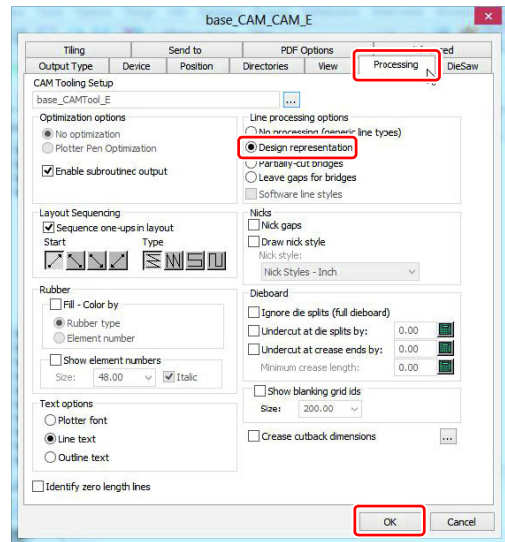 base_CAM_CAM_E
Tiling Send to PDF Options
Output Type Device Position Directories View Processing DieSaw
CAM Tooling Setup
base_CAMTool_E ...
Optimization options
No optimization
Plotter Pen Optimization
Enable subroutined output
Line processing options
No processing (generic line types)
Design representation
Partially-cut bridges
Leave gaps for bridges
Software line styles
Layout Sequencing
Sequence one-ups in layout
Start Type
Nicks
Nick gaps
Draw nick style
Nick style:
Nick Styles - Inch
Rubber
Fill - Color by
Rubber type
Element number
Show element numbers
Size: 48.00 Italic
Dieboard
Ignore die splits (full dieboard)
Undercut at die splits by: 0.00
Undercut at crease ends by: 0.00
Minimum crease length: 0.00
Show blanking grid ids
Size: 200.00
Text options
Plotter font
Line text
Outline text
Crease cutback dimensions ...
Identify zero length lines
OK Cancel